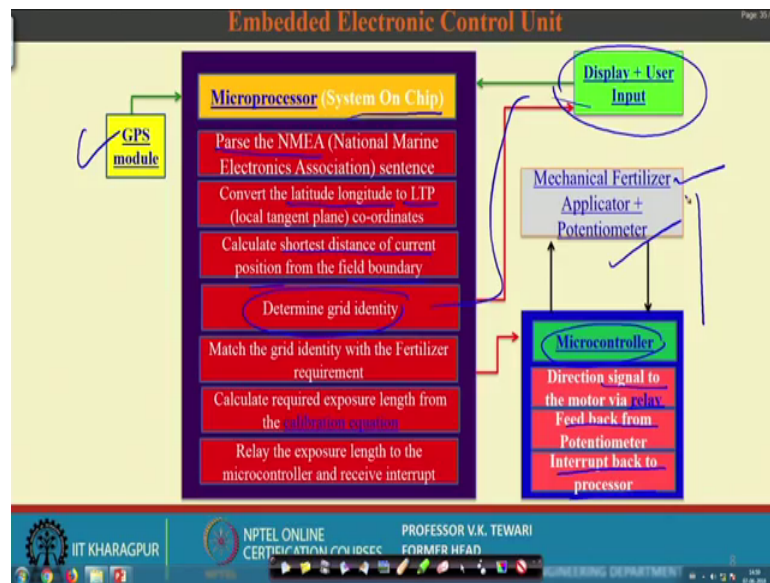 Embedded Electronic Control Unit
Page: 35
GPS
module
Microprocessor (System On Chip)
Parse the NMEA (National Marine
Electronics Association) sentence
Convert the latitude longitude to LTP
(local tangent plane) co-ordinates
Calculate shortest distance of current
position from the field boundary
Determine grid identity
Match the grid identity with the Fertilizer
requirement
Calculate required exposure length from
the calibration equation
Relay the exposure length to the
microcontroller and receive interrupt
Display + User
Input
Mechanical Fertilizer
Applicator +
Potentiometer
Microcontroller
Direction signal to
the motor via relay
Feed back from
Potentiometer
Interrupt back to
processor
IIT KHARAGPUR
NPTEL ONLINE
CERTIFICATION COURSES
PROFESSOR V.K. TEWARI
FORMER HEAD
ENGINEERING DEPARTMENT